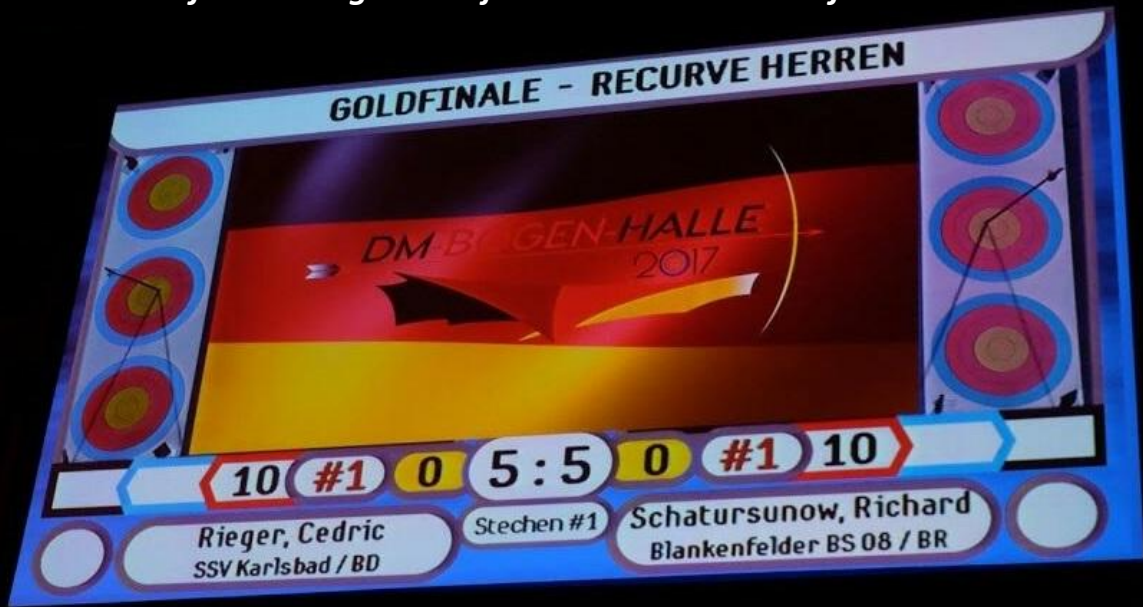 GOLDFINALE - RECURVE HERREN
DM-BOGEN-HALLE
2017
10 #1 0 5:5 0 #1 10
Rieger, Cedric
SSV Karlsbad / BD
Stechen #1
Schatursunow, Richard
Blankenfelder BS 08 / BR